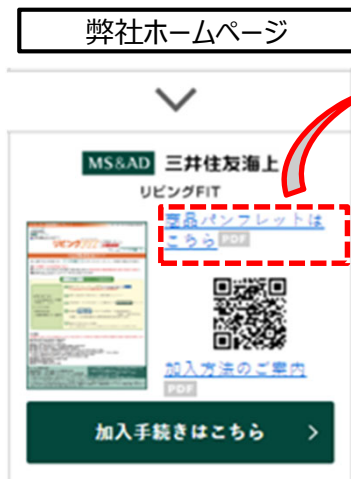 弊社ホームページ
MS&AD 三井住友海上
リビングFIT
商品パンフレットは
こちら PDF
加入方法のご案内
PDF
加入手続きはこちら >